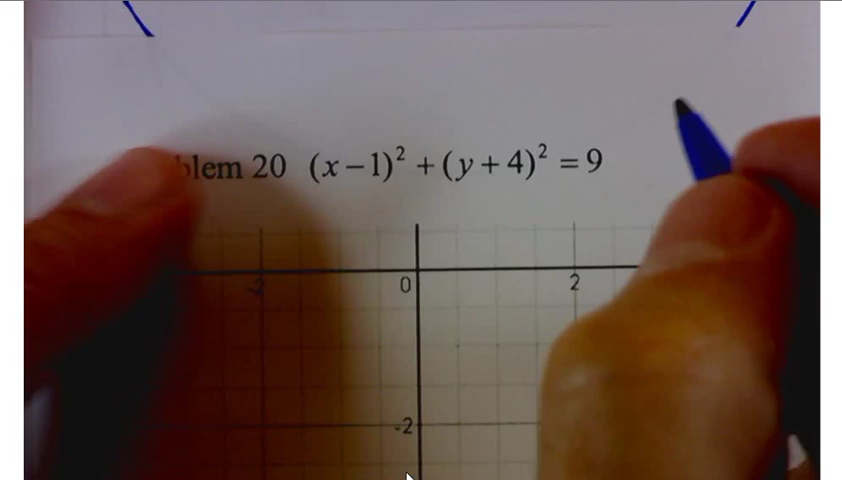 blem 20 (x−1)² + (y+4)² = 9
-2 0 2
-2